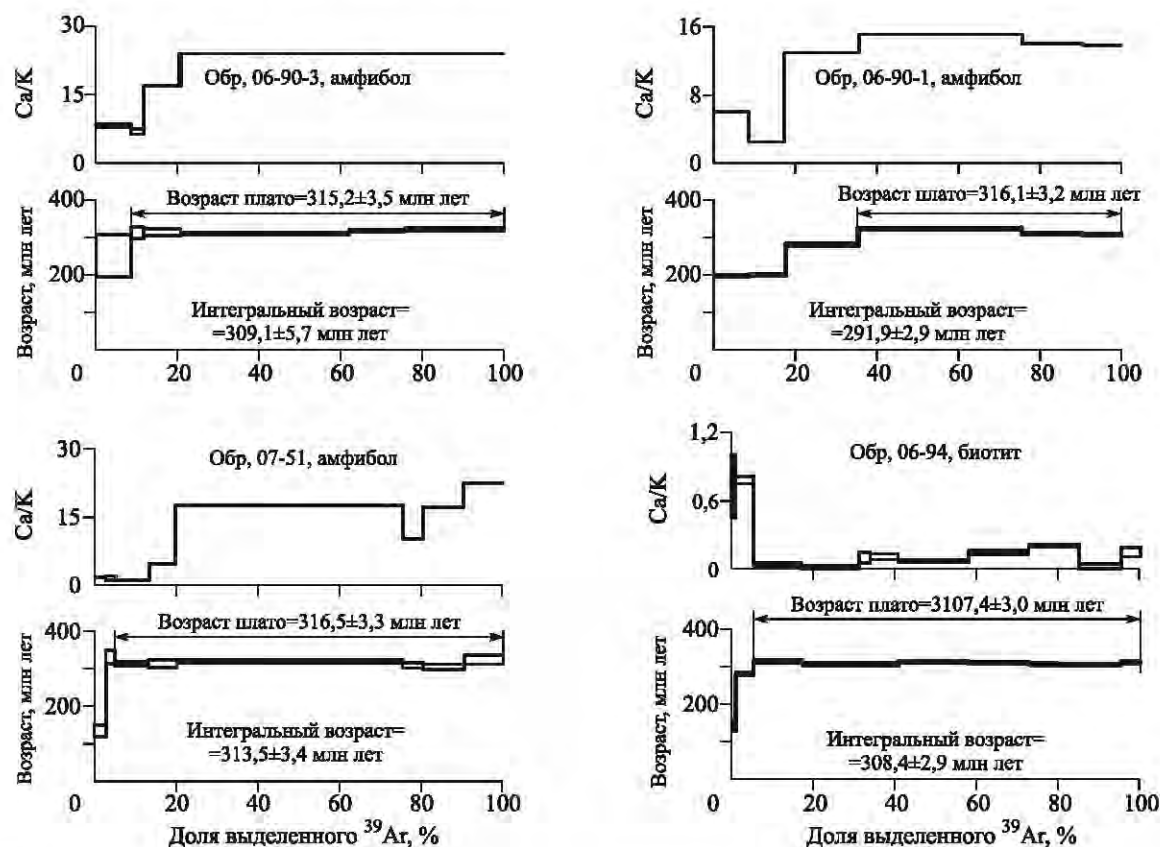 30
15
0
Ca/K
Обр, 06-90-3, амфибол
400
200
Возраст, млн лет
Возраст плато=315,2±3,5 млн лет
Интегральный возраст=
=309,1±5,7 млн лет
0 20 40 60 80 100
16
8
0
Ca/K
Обр, 06-90-1, амфибол
400
200
Возраст, млн лет
Возраст плато=316,1±3,2 млн лет
Интегральный возраст=
=291,9±2,9 млн лет
0 20 40 60 80 100
30
15
0
Ca/K
Обр, 07-51, амфибол
400
200
Возраст, млн лет
Возраст плато=316,5±3,3 млн лет
Интегральный возраст=
=313,5±3,4 млн лет
0 20 40 60 80 100
Доля выделенного ³⁹Ar, %
1,2
0,6
0
Ca/K
Обр, 06-94, биотит
400
200
Возраст, млн лет
Возраст плато=3107,4±3,0 млн лет
Интегральный возраст=
=308,4±2,9 млн лет
0 20 40 60 80 100
Доля выделенного ³⁹Ar, %